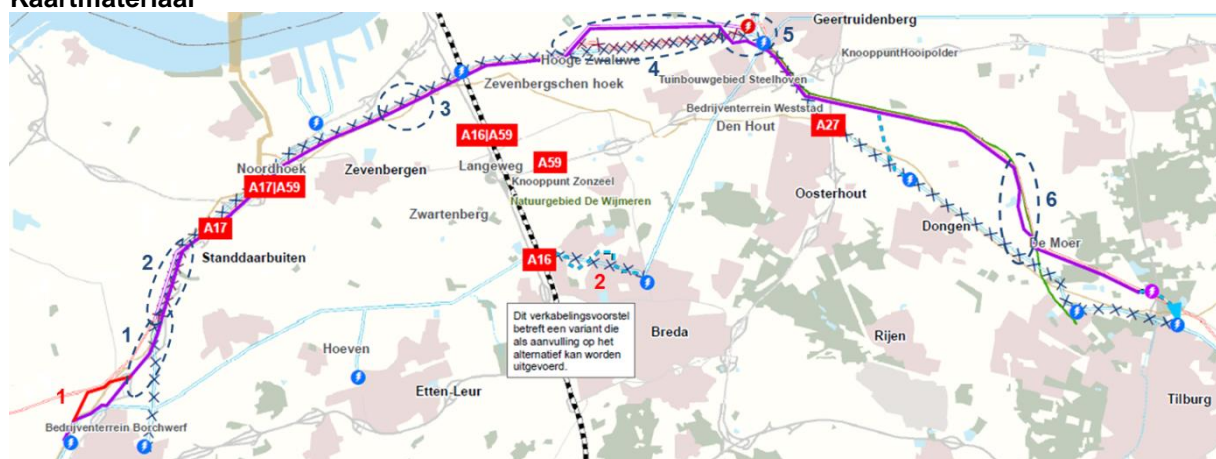 Kaartmateriaal
Geertruidenberg
5
Hooge Zwaluwe
4
Knooppunt Hooipolder
Zevenbergschen hoek
Tuinbouwgebied Steelhoven
3
Bedrijventerrein Weststad
A16|A59
Den Hout
A27
Noordhoek
Zevenbergen
Langeweg
A59
A17|A59
Knooppunt Zonzeel
Oosterhout
6
Natuurgebied De Wijmeren
Zwartenberg
A17
Dongen
De Moer
2
Standdaarbuiten
A16
2
Dit verkabelingsvoorstel
betreft een variant die
als aanvulling op het
alternatief kan worden
uitgevoerd.
Breda
Rijen
1
Hoeven
Etten-Leur
1
Tilburg
Bedrijventerrein Borchwerf